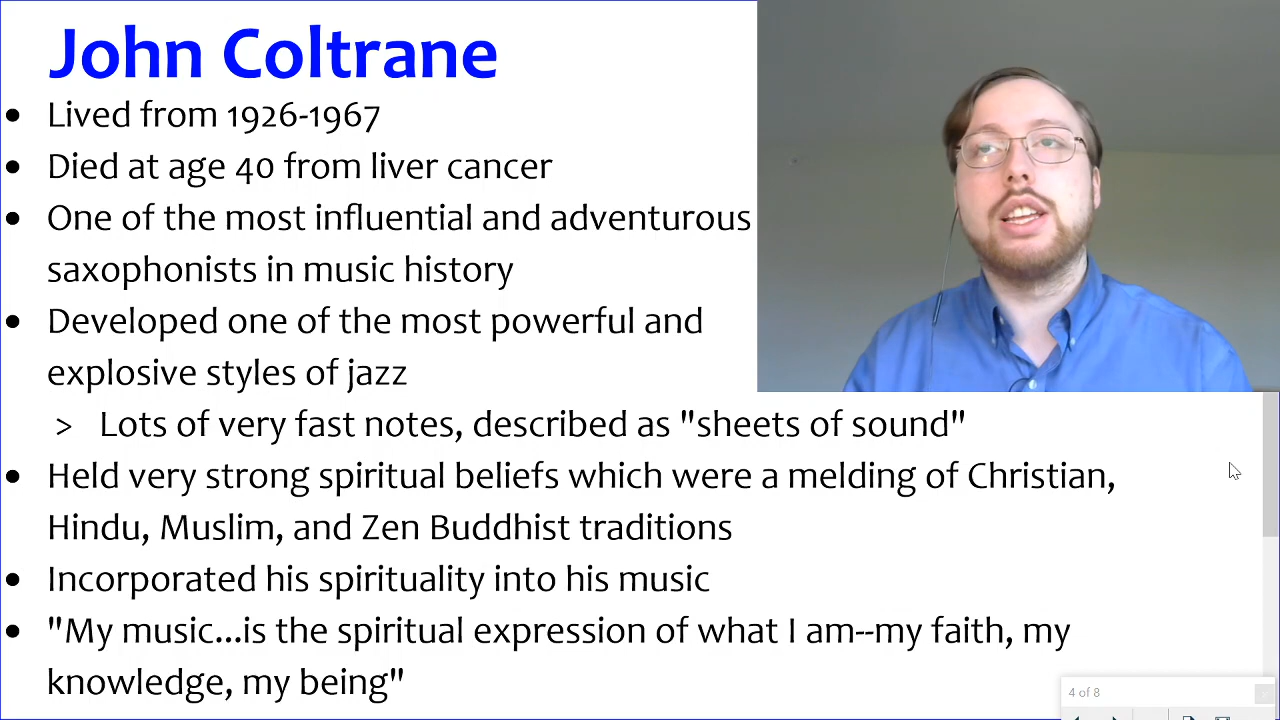 John Coltrane
• Lived from 1926-1967
• Died at age 40 from liver cancer
• One of the most influential and adventurous
saxophonists in music history
• Developed one of the most powerful and
explosive styles of jazz
> Lots of very fast notes, described as "sheets of sound"
• Held very strong spiritual beliefs which were a melding of Christian,
Hindu, Muslim, and Zen Buddhist traditions
• Incorporated his spirituality into his music
• "My music...is the spiritual expression of what I am--my faith, my
knowledge, my being"
4 of 8